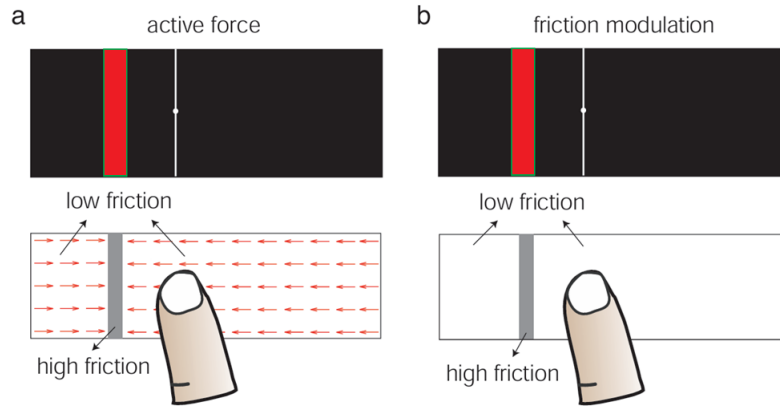 a
active force
low friction
high friction
b
friction modulation
low friction
high friction